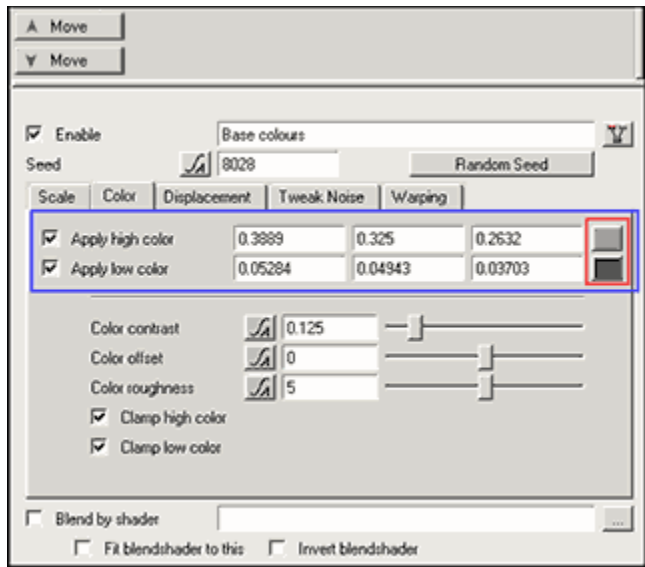 Move
Move
Enable Base colours
Seed 8028 Random Seed
Scale Color Displacement Tweak Noise Warping
Apply high color 0.3889 0.325 0.2632
Apply low color 0.05284 0.04943 0.03703
Color contrast 0.125
Color offset 0
Color roughness 5
Clamp high color
Clamp low color
Blend by shader ...
Fit blendshader to this Invert blendshader